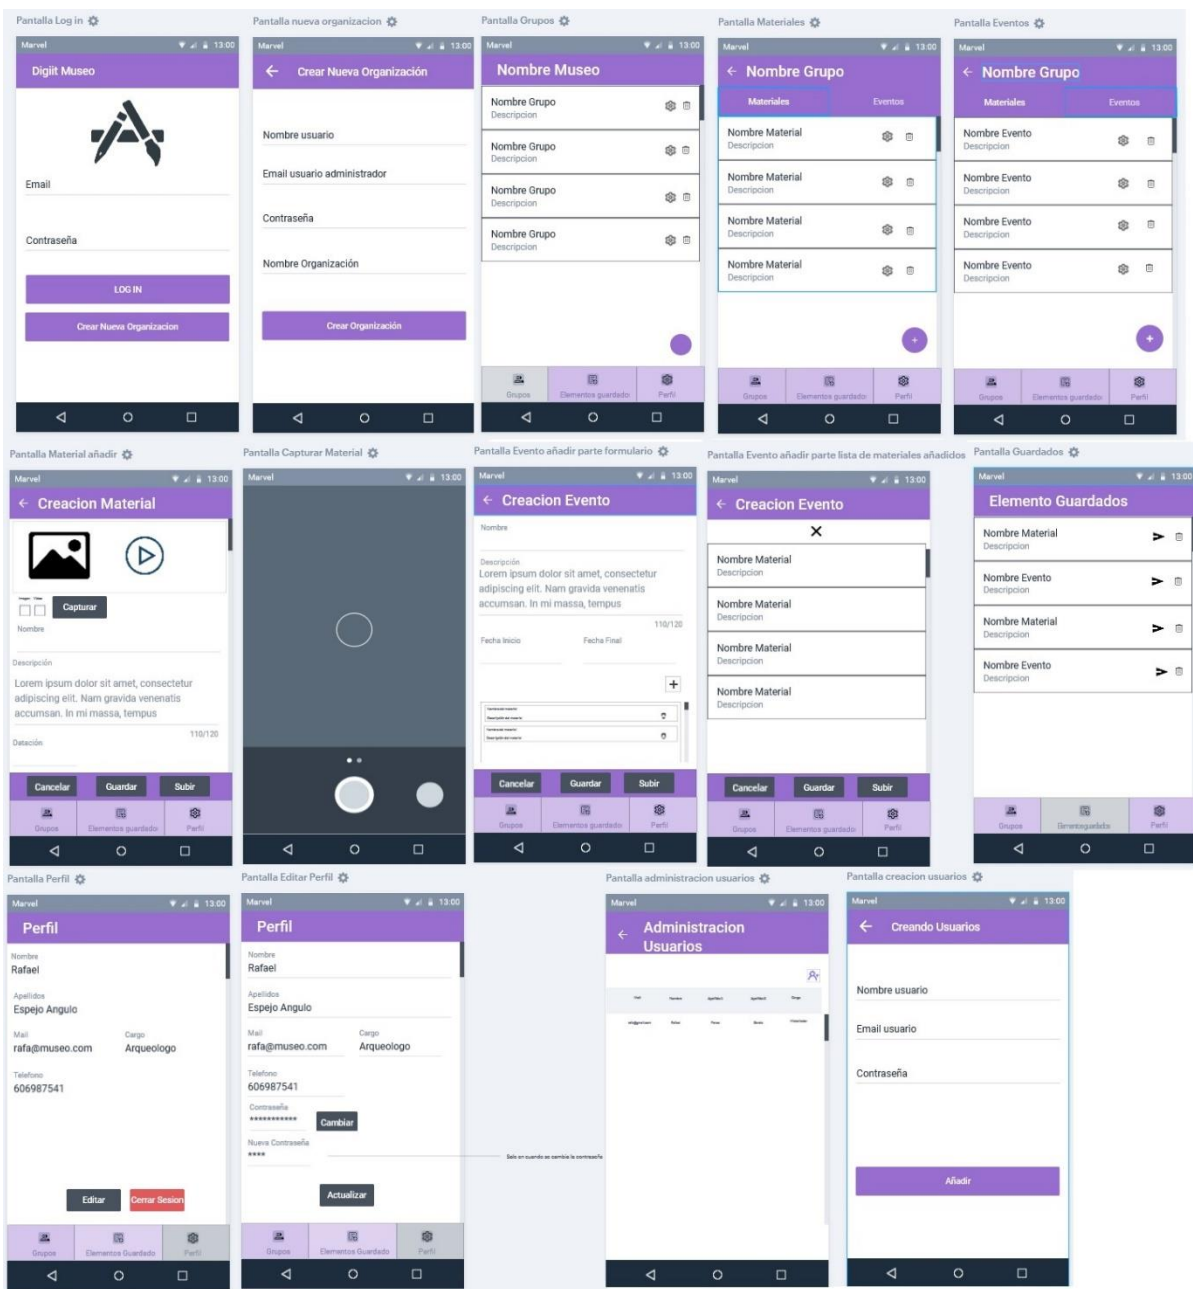 Pantalla Log in
Marvel
13:00
Digiit Museo
Email
Contraseña
LOG IN
Crear Nueva Organizacion
Pantalla nueva organizacion
Marvel
13:00
Crear Nueva Organización
Nombre usuario
Email usuario administrador
Contraseña
Nombre Organización
Crear Organización
Pantalla Grupos
Marvel
13:00
Nombre Museo
Nombre Grupo
Descripcion
Nombre Grupo
Descripcion
Nombre Grupo
Descripcion
Nombre Grupo
Descripcion
Grupos
Elementos guardado
Perfil
Pantalla Materiales
Marvel
13:00
Nombre Grupo
Materiales
Eventos
Nombre Material
Descripcion
Nombre Material
Descripcion
Nombre Material
Descripcion
Nombre Material
Descripcion
+
Grupos
Elementos guardado
Perfil
Pantalla Eventos
Marvel
13:00
Nombre Grupo
Materiales
Eventos
Nombre Evento
Descripcion
Nombre Evento
Descripcion
Nombre Evento
Descripcion
Nombre Evento
Descripcion
+
Grupos
Elementos guardado
Perfil
Pantalla Material añadir
Marvel
13:00
Creacion Material
Capturar
Nombre
Descripción
Lorem ipsum dolor sit amet, consectetur
adipiscing elit. Nam gravida venenatis
accumsan. In mi massa, tempus
110/120
Datación
Cancelar
Guardar
Subir
Grupos
Elementos guardado
Perfil
Pantalla Capturar Material
Marvel
13:00
Pantalla Evento añadir parte formulario
Marvel
13:00
Creacion Evento
Nombre
Descripción
Lorem ipsum dolor sit amet, consectetur
adipiscing elit. Nam gravida venenatis
accumsan. In mi massa, tempus
110/120
Fecha Inicio
Fecha Final
+
Cancelar
Guardar
Subir
Grupos
Elementos guardado
Perfil
Pantalla Evento añadir parte lista de materiales añadidos
Marvel
13:00
Creacion Evento
Nombre Material
Descripcion
Nombre Material
Descripcion
Nombre Material
Descripcion
Nombre Material
Descripcion
Cancelar
Guardar
Subir
Grupos
Elementos guardado
Perfil
Pantalla Guardados
Marvel
13:00
Elemento Guardados
Nombre Material
Descripcion
Nombre Evento
Descripcion
Nombre Material
Descripcion
Nombre Evento
Descripcion
Grupos
Perfil
Pantalla Perfil
Marvel
13:00
Perfil
Nombre
Rafael
Apellidos
Espejo Angulo
Mail
Cargo
rafa@museo.com
Arqueologo
Telefono
606987541
Editar
Cerrar Sesion
Grupos
Elementos Guardado
Perfil
Pantalla Editar Perfil
Marvel
13:00
Perfil
Nombre
Rafael
Apellidos
Espejo Angulo
Mail
Cargo
rafa@museo.com
Arqueologo
Telefono
606987541
Contraseña
***********
Cambiar
Nueva Contraseña
****
Solo en cuando se cambie la contraseña
Actualizar
Grupos
Elementos Guardado
Perfil
Pantalla administracion usuarios
Marvel
13:00
Administracion
Usuarios
Pantalla creacion usuarios
Marvel
13:00
Creando Usuarios
Nombre usuario
Email usuario
Contraseña
Añadir